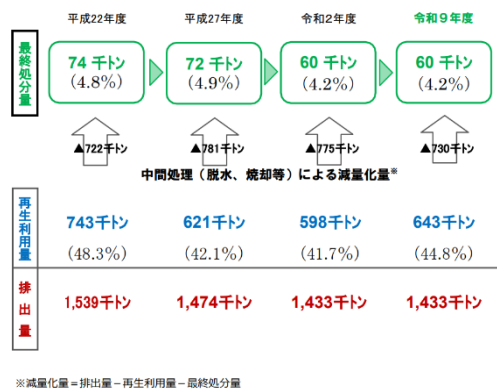 平成22年度 平成27年度 令和2年度 令和9年度
最終処分量
74 千トン 72 千トン 60 千トン 60 千トン
(4.8%) (4.9%) (4.2%) (4.2%)
▲722千トン ▲781千トン ▲775千トン ▲730千トン
中間処理（脱水、焼却等）による減量化量※
再生利用量
743千トン 621千トン 598千トン 643千トン
(48.3%) (42.1%) (41.7%) (44.8%)
排出量
1,539千トン 1,474千トン 1,433千トン 1,433千トン
※減量化量＝排出量－再生利用量－最終処分量